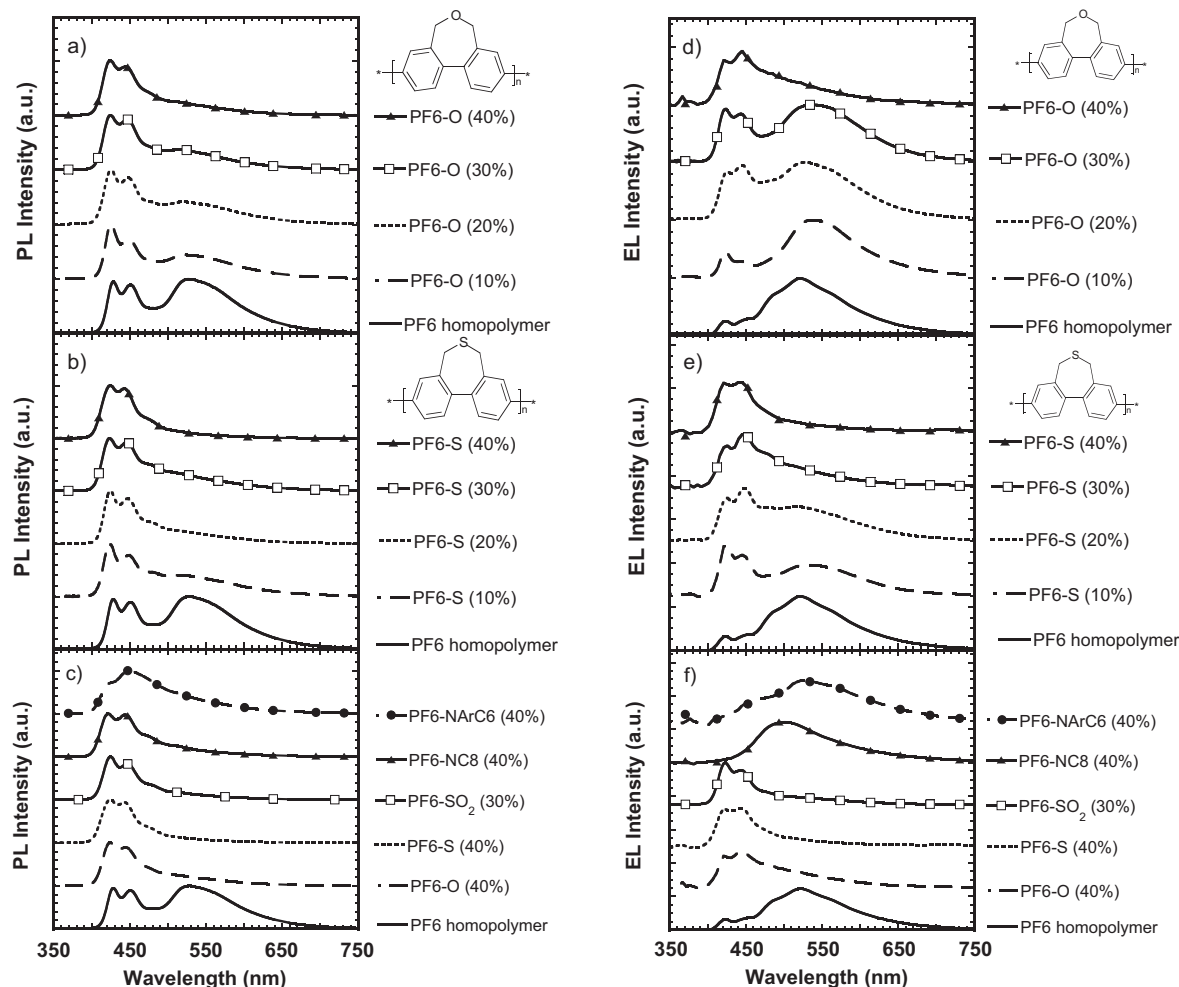 a)
O
*
n
*
PL Intensity (a.u.)
PF6-O (40%)
PF6-O (30%)
PF6-O (20%)
PF6-O (10%)
PF6 homopolymer
b)
S
*
n
*
PL Intensity (a.u.)
PF6-S (40%)
PF6-S (30%)
PF6-S (20%)
PF6-S (10%)
PF6 homopolymer
c)
PL Intensity (a.u.)
PF6-NArC6 (40%)
PF6-NC8 (40%)
PF6-SO2 (30%)
PF6-S (40%)
PF6-O (40%)
PF6 homopolymer
350 450 550 650 750
Wavelength (nm)
d)
O
*
n
*
EL Intensity (a.u.)
PF6-O (40%)
PF6-O (30%)
PF6-O (20%)
PF6-O (10%)
PF6 homopolymer
e)
S
*
n
*
EL Intensity (a.u.)
PF6-S (40%)
PF6-S (30%)
PF6-S (20%)
PF6-S (10%)
PF6 homopolymer
f)
EL Intensity (a.u.)
PF6-NArC6 (40%)
PF6-NC8 (40%)
PF6-SO2 (30%)
PF6-S (40%)
PF6-O (40%)
PF6 homopolymer
350 450 550 650 750
Wavelength (nm)